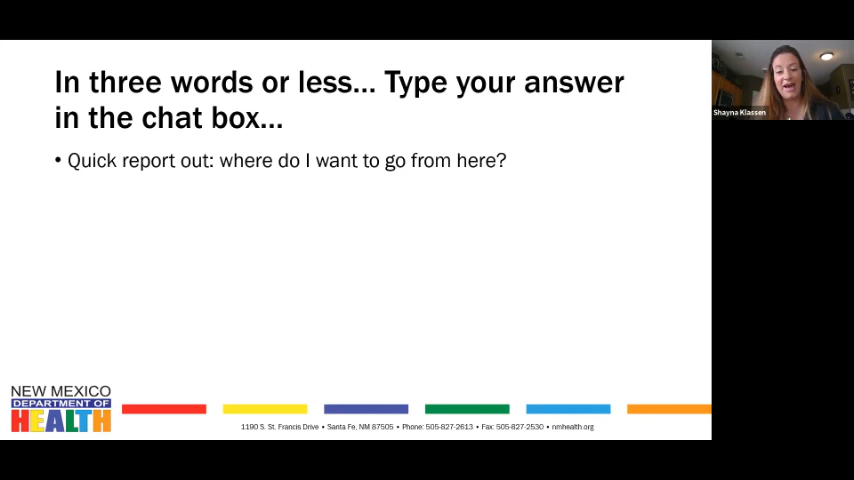 In three words or less... Type your answer
in the chat box...
• Quick report out: where do I want to go from here?
Shayna Klassen
NEW MEXICO
DEPARTMENT OF
HEALTH
1190 S. St. Francis Drive • Santa Fe, NM 87505 • Phone: 505-827-2613 • Fax: 505-827-2530 • nmhealth.org